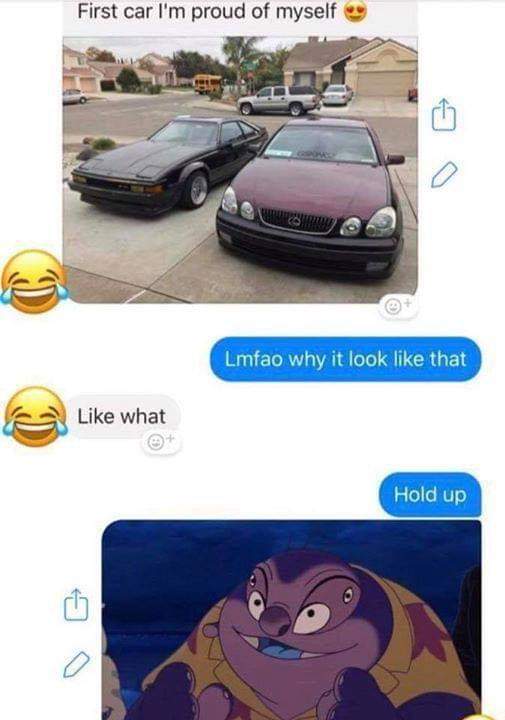 First car I'm proud of myself 😍
Lmfao why it look like that
Like what
Hold up